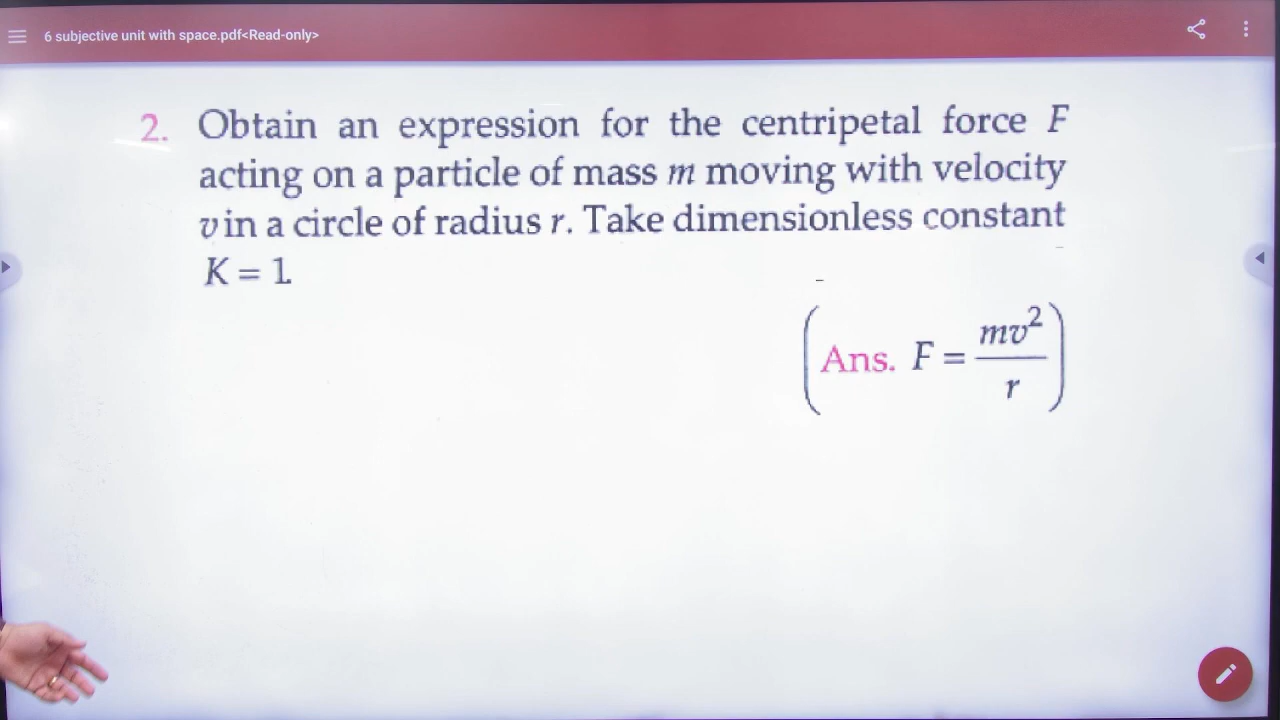 6 subjective unit with space.pdf<Read-only>
2. Obtain an expression for the centripetal force F
acting on a particle of mass m moving with velocity
v in a circle of radius r. Take dimensionless constant
K = 1.
(Ans. F = mv²/r)